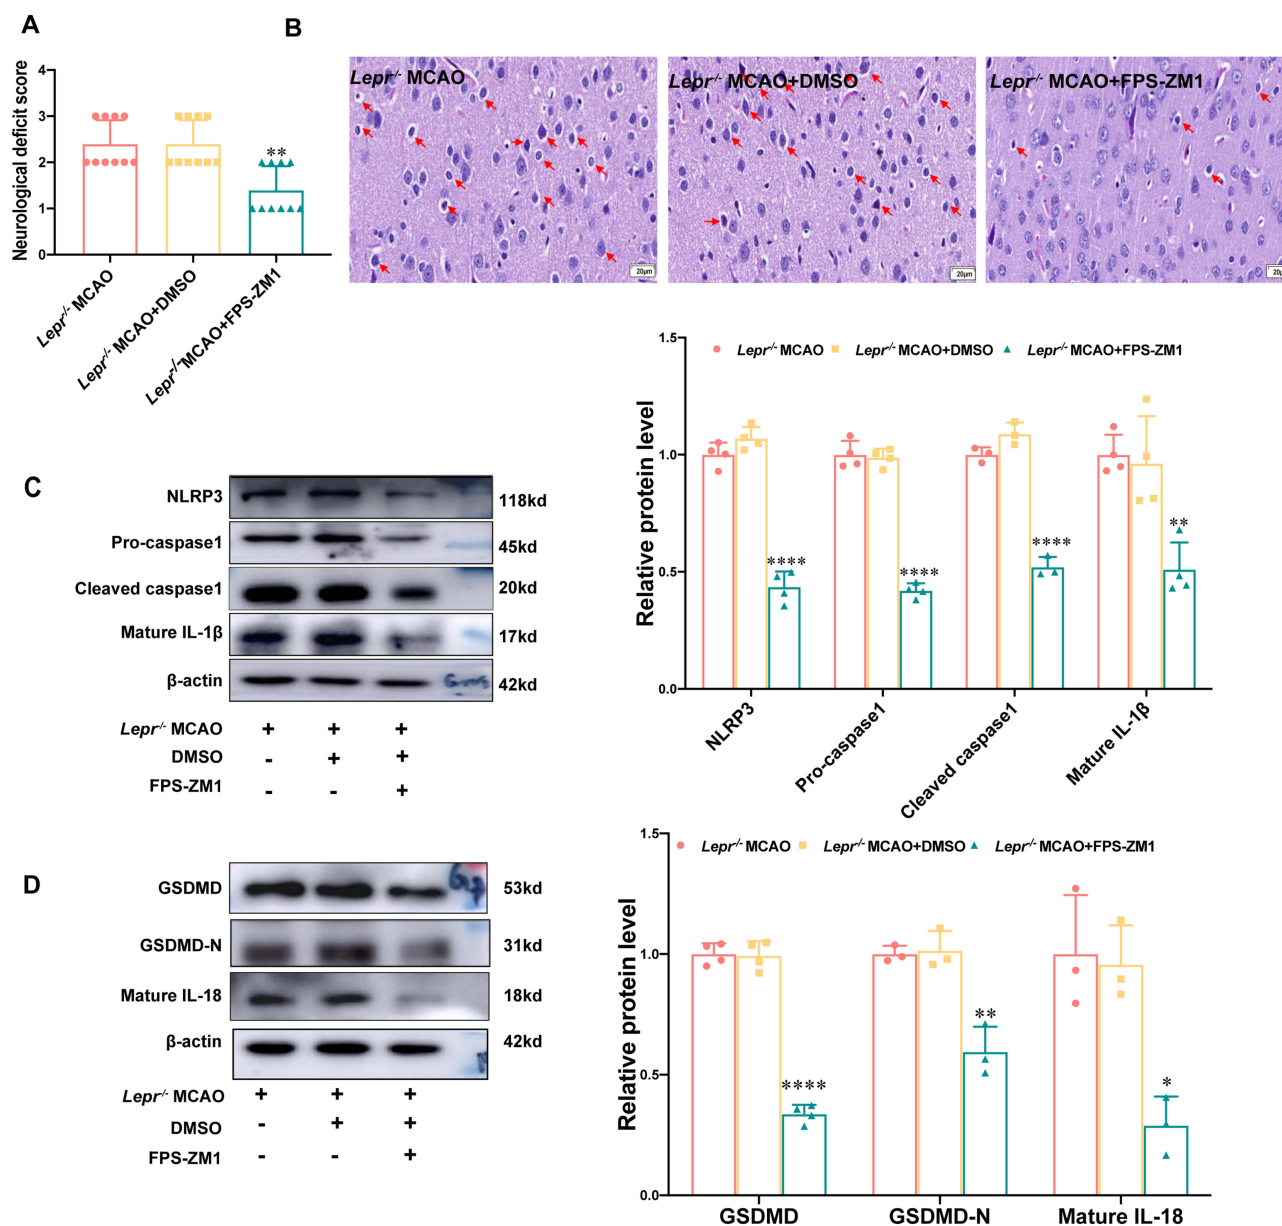 A
B
Neurological deficit score
4
3
2
1
0
**
Lepr-/- MCAO
Lepr-/- MCAO+DMSO
Lepr-/-MCAO+FPS-ZM1
Lepr-/- MCAO
20μm
Lepr-/- MCAO+DMSO
20μm
Lepr-/- MCAO+FPS-ZM1
20μ
C
NLRP3
118kd
Pro-caspase1
45kd
Cleaved caspase1
20kd
Mature IL-1β
17kd
β-actin
42kd
Lepr-/- MCAO + + +
DMSO - + +
FPS-ZM1 - - +
Relative protein level
1.5
1.0
0.5
0.0
Lepr-/- MCAO Lepr-/- MCAO+DMSO Lepr-/- MCAO+FPS-ZM1
****
****
****
**
NLRP3
Pro-caspase1
Cleaved caspase1
Mature IL-1β
D
GSDMD
53kd
GSDMD-N
31kd
Mature IL-18
18kd
β-actin
42kd
Lepr-/- MCAO + + +
DMSO - + +
FPS-ZM1 - - +
Relative protein level
1.5
1.0
0.5
0.0
Lepr-/- MCAO Lepr-/- MCAO+DMSO Lepr-/- MCAO+FPS-ZM1
****
**
*
GSDMD
GSDMD-N
Mature IL-18